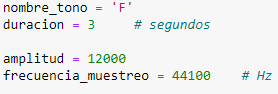 nombre_tono = 'F'
duracion = 3     # segundos
amplitud = 12000
frecuencia_muestreo = 44100    # Hz